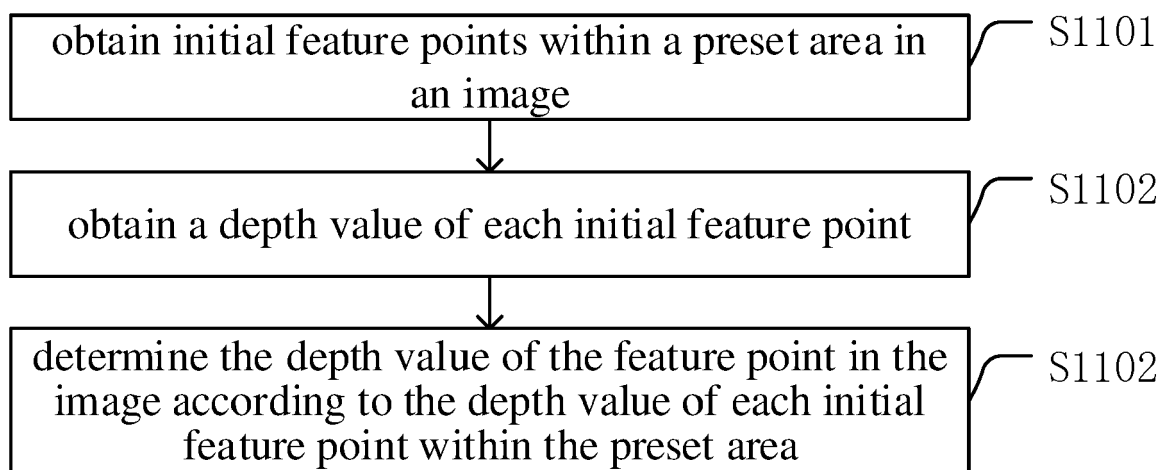 obtain initial feature points within a preset area in
an image
S1101
obtain a depth value of each initial feature point
S1102
determine the depth value of the feature point in the
image according to the depth value of each initial
feature point within the preset area
S1102